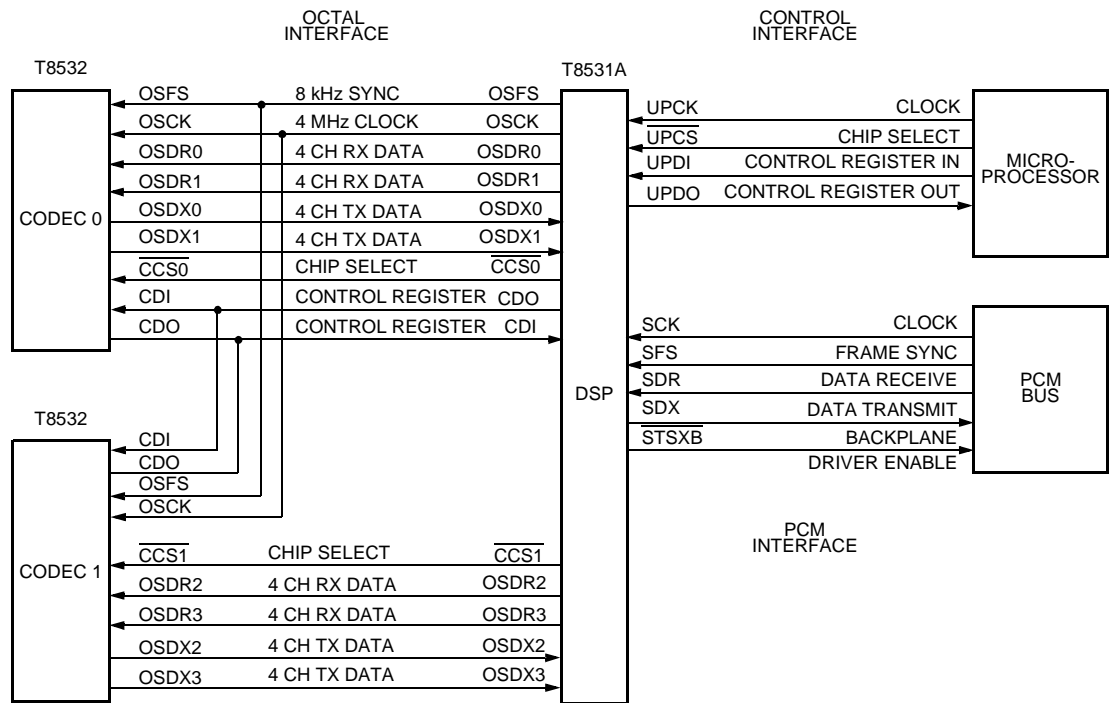 OCTAL
INTERFACE
CONTROL
INTERFACE
T8532
T8531A
OSFS 8 kHz SYNC OSFS
OSCK 4 MHz CLOCK OSCK
OSDR0 4 CH RX DATA OSDR0
OSDR1 4 CH RX DATA OSDR1
OSDX0 4 CH TX DATA OSDX0
OSDX1 4 CH TX DATA OSDX1
CCS0 CHIP SELECT CCS0
CDI CONTROL REGISTER CDO
CDO CONTROL REGISTER CDI
CODEC 0
UPCK CLOCK
UPCS CHIP SELECT
UPDI CONTROL REGISTER IN
UPDO CONTROL REGISTER OUT
MICRO-
PROCESSOR
DSP
SCK CLOCK
SFS FRAME SYNC
SDR DATA RECEIVE
SDX DATA TRANSMIT
STSXB BACKPLANE
DRIVER ENABLE
PCM
BUS
PCM
INTERFACE
T8532
CDI
CDO
OSFS
OSCK
CODEC 1
CCS1 CHIP SELECT CCS1
OSDR2 4 CH RX DATA OSDR2
OSDR3 4 CH RX DATA OSDR3
OSDX2 4 CH TX DATA OSDX2
OSDX3 4 CH TX DATA OSDX3